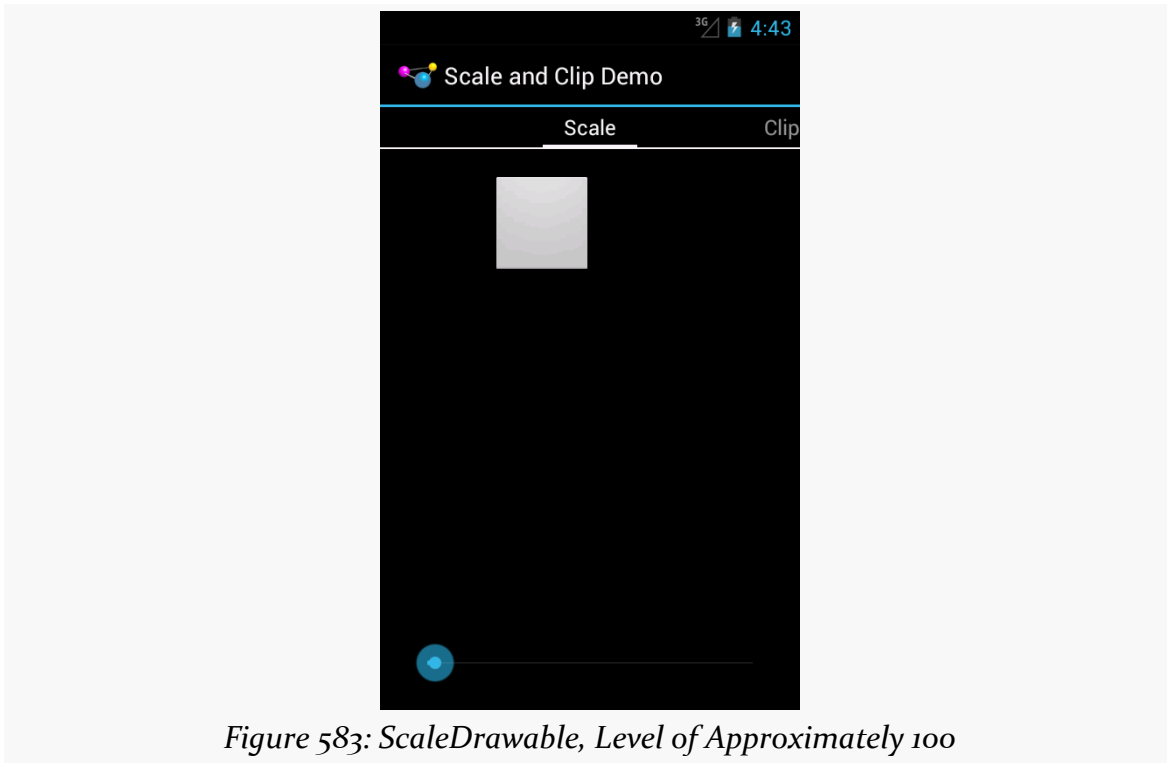 3G 4:43
Scale and Clip Demo
Scale Clip
Figure 583: ScaleDrawable, Level of Approximately 100